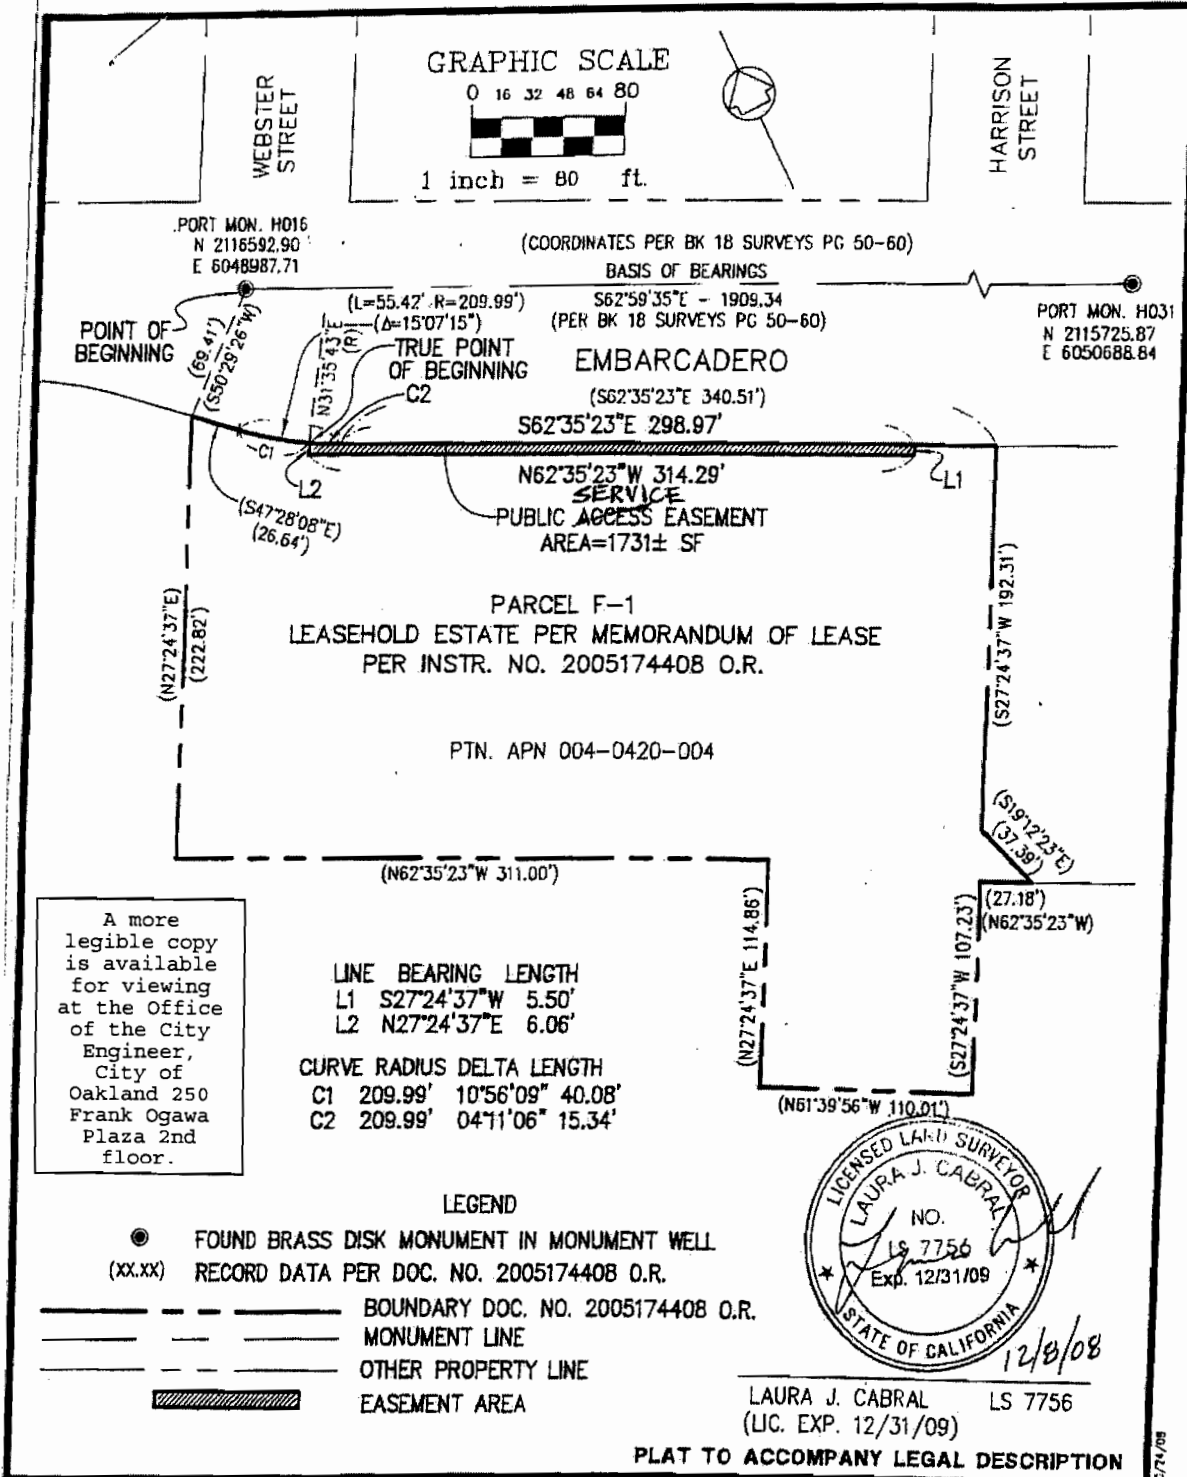 GRAPHIC SCALE
0 16 32 48 64 80
1 inch = 80 ft.
WEBSTER
STREET
HARRISON
STREET
PORT MON. H016
N 2116592.90
E 6048987.71
(COORDINATES PER BK 18 SURVEYS PG 50-60)
BASIS OF BEARINGS
S62°59'35"E - 1909.34
(PER BK 18 SURVEYS PG 50-60)
PORT MON. H031
N 2115725.87
E 6050688.84
POINT OF
BEGINNING
(69.41')
(S50°29'26"W)
(L=55.42' R=209.99')
(Δ=15°07'15")
N31°35'43"E
(R)
TRUE POINT
OF BEGINNING
C2
EMBARCADERO
(S62°35'23"E 340.51')
S62°35'23"E 298.97'
C1
L2
L1
N62°35'23"W 314.29'
SERVICE
PUBLIC ACCESS EASEMENT
AREA=1731± SF
(S47°28'08"E)
(26.64')
(N27°24'37"E)
(222.82')
(S27°24'37"W 192.31')
PARCEL F-1
LEASEHOLD ESTATE PER MEMORANDUM OF LEASE
PER INSTR. NO. 2005174408 O.R.
PTN. APN 004-0420-004
(S19°12'23"E)
(37.39')
(27.18')
(N62°35'23"W)
(N62°35'23"W 311.00')
(N27°24'37"E 114.86')
(S27°24'37"W 107.23')
(N61°39'56"W 110.01')
A more
legible copy
is available
for viewing
at the Office
of the City
Engineer,
City of
Oakland 250
Frank Ogawa
Plaza 2nd
floor.
LINE BEARING LENGTH
L1 S27°24'37"W 5.50'
L2 N27°24'37"E 6.06'
CURVE RADIUS DELTA LENGTH
C1 209.99' 10°56'09" 40.08'
C2 209.99' 04°11'06" 15.34'
LEGEND
FOUND BRASS DISK MONUMENT IN MONUMENT WELL
(XX.XX) RECORD DATA PER DOC. NO. 2005174408 O.R.
BOUNDARY DOC. NO. 2005174408 O.R.
MONUMENT LINE
OTHER PROPERTY LINE
EASEMENT AREA
LICENSED LAND SURVEYOR
LAURA J. CABRAL
NO.
LS 7756
Exp. 12/31/09
STATE OF CALIFORNIA
12/8/08
LAURA J. CABRAL LS 7756
(LIC. EXP. 12/31/09)
PLAT TO ACCOMPANY LEGAL DESCRIPTION